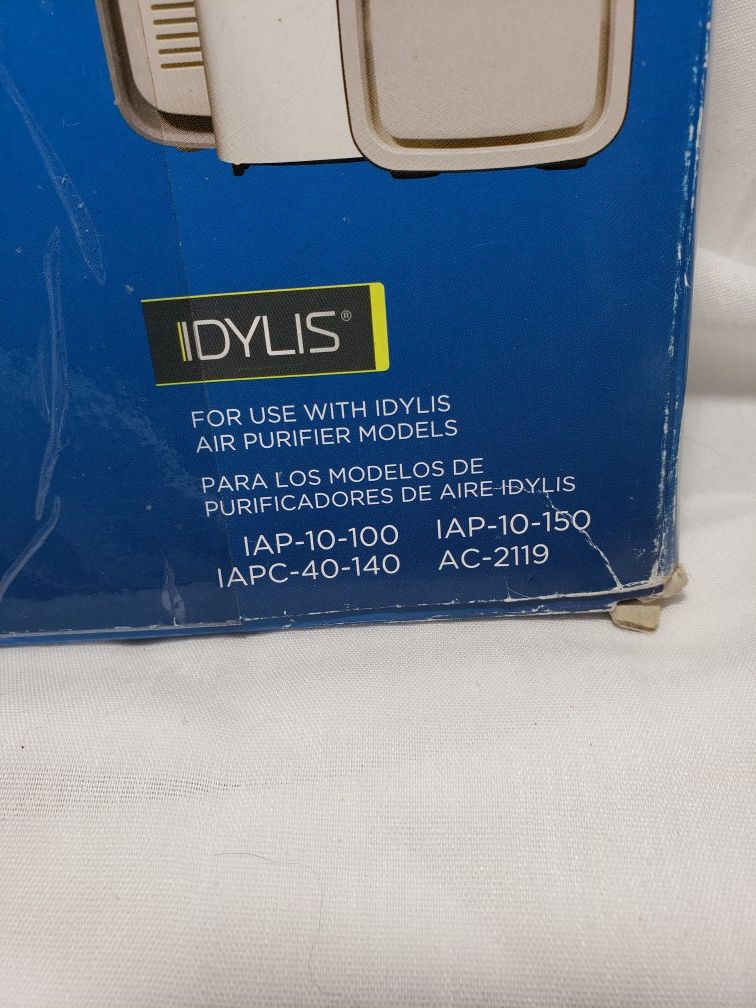 IDYLIS®
FOR USE WITH IDYLIS
AIR PURIFIER MODELS
PARA LOS MODELOS DE
PURIFICADORES DE AIRE IDYLIS
IAP-10-100 IAP-10-150
IAPC-40-140 AC-2119